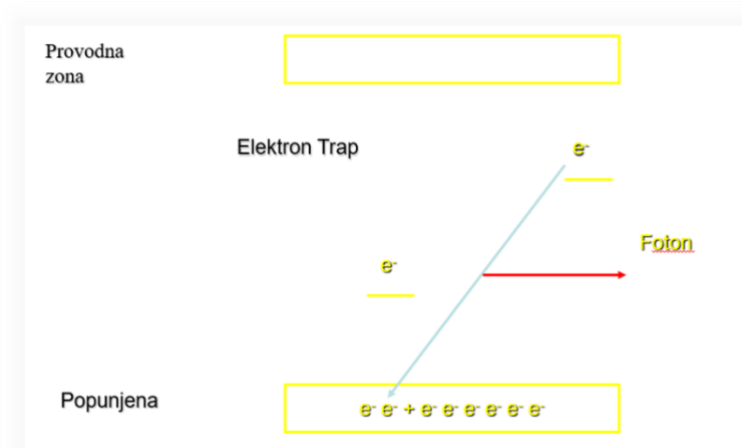 Provodna
zona
Elektron Trap
e-
Foton
e-
Popunjena
e- e- + e- e- e- e- e- e-